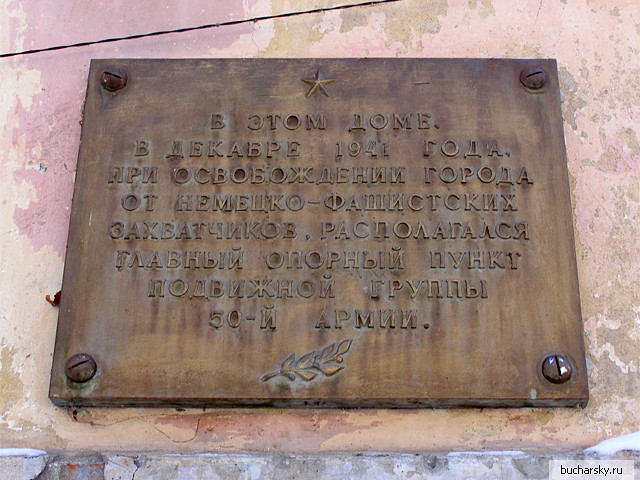 В ЭТОМ ДОМЕ.
В ДЕКАБРЕ 1941 ГОДА.
ПРИ ОСВОБОЖДЕНИИ ГОРОДА
ОТ НЕМЕЦКО-ФАШИСТСКИХ
ЗАХВАТЧИКОВ, РАСПОЛАГАЛСЯ
ГЛАВНЫЙ ОПОРНЫЙ ПУНКТ
ПОДВИЖНОЙ ГРУППЫ
50-Й АРМИИ.
bucharsky.ru